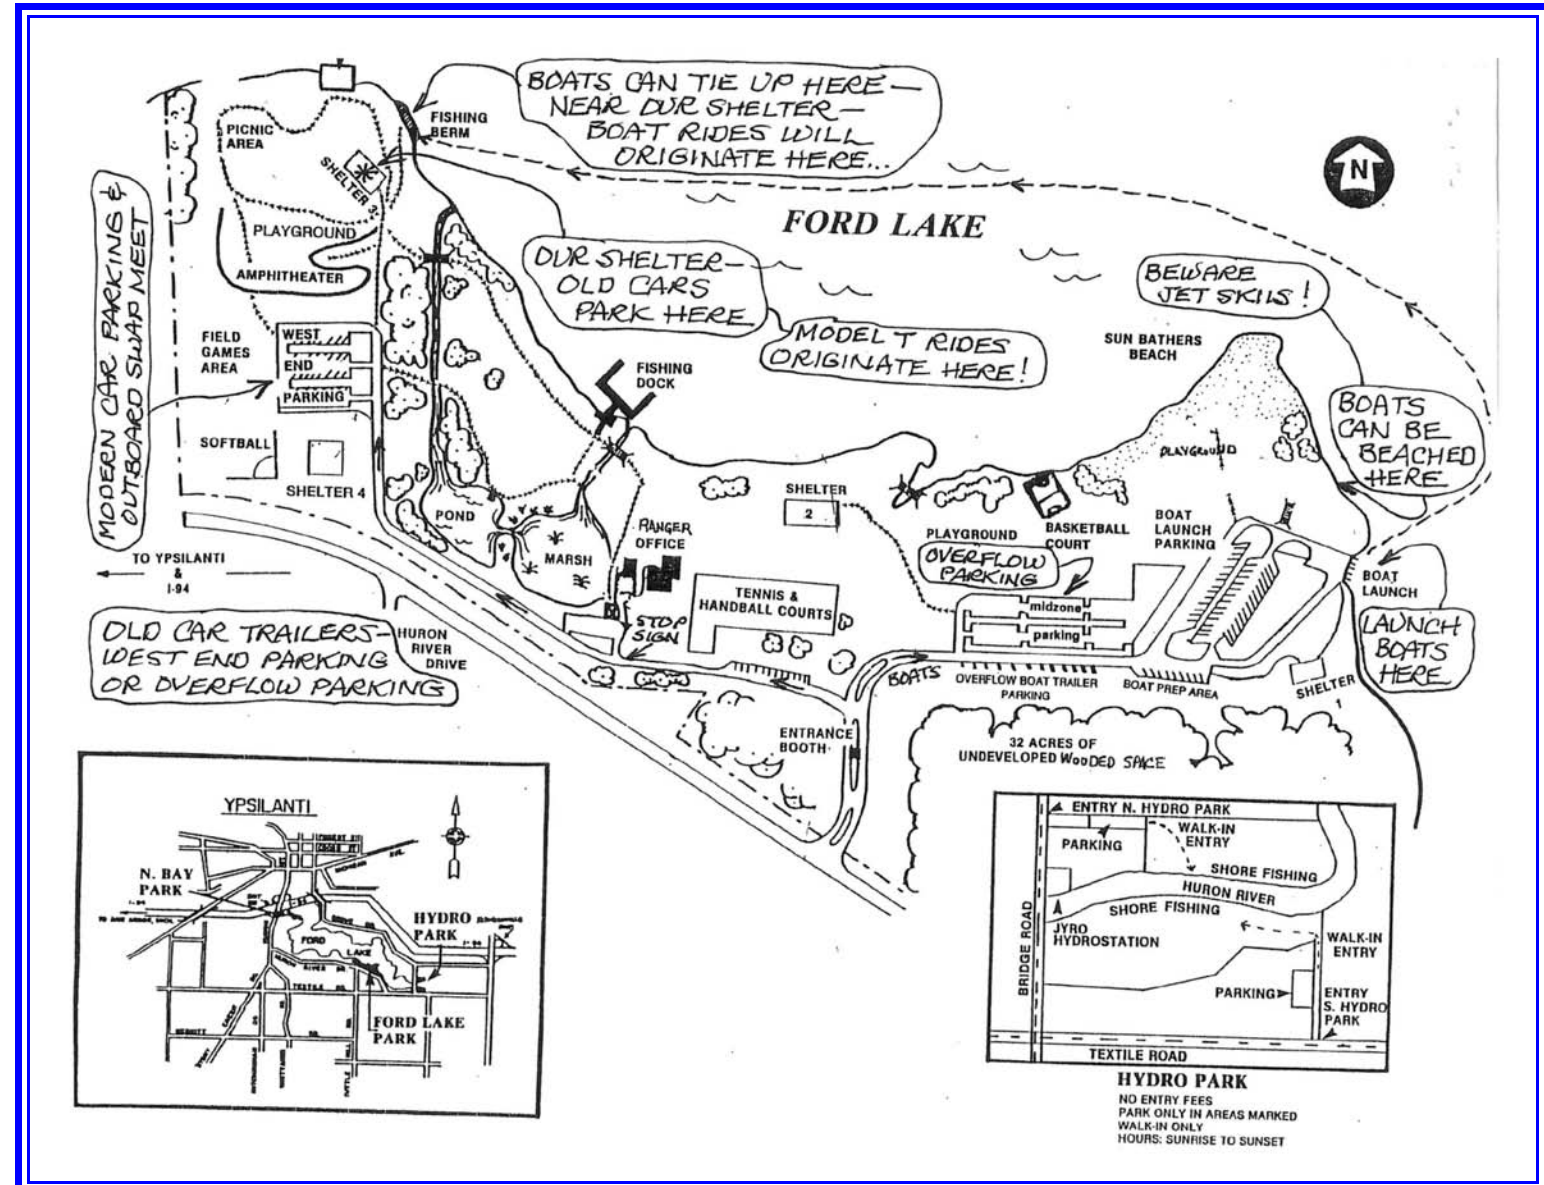 BOATS CAN TIE UP HERE —
NEAR OUR SHELTER —
BOAT RIDES WILL
ORIGINATE HERE...
FISHING
BERM
PICNIC
AREA
SHELTER 3
N
FORD LAKE
PLAYGROUND
AMPHITHEATER
MODERN CAR PARKING &
OUTBOARD SWAP MEET
OUR SHELTER —
OLD CARS
PARK HERE
MODEL T RIDES
ORIGINATE HERE!
BEWARE
JET SKIIS!
SUN BATHERS
BEACH
FIELD
GAMES
AREA
WEST
END
PARKING
FISHING
DOCK
BOATS
CAN BE
BEACHED
HERE
SOFTBALL
SHELTER 4
PLAYGROUND
SHELTER
2
POND
MARSH
RANGER
OFFICE
PLAYGROUND
BASKETBALL
COURT
BOAT
LAUNCH
PARKING
OVERFLOW
PARKING
TO YPSILANTI
&
I-94
BOAT
LAUNCH
TENNIS &
HANDBALL COURTS
midzone
parking
STOP
SIGN
LAUNCH
BOATS
HERE
OLD CAR TRAILERS —
WEST END PARKING
OR OVERFLOW PARKING
HURON
RIVER
DRIVE
BOATS
OVERFLOW BOAT TRAILER
PARKING
BOAT PREP AREA
SHELTER
1
ENTRANCE
BOOTH
32 ACRES OF
UNDEVELOPED WOODED SPACE
YPSILANTI
N. BAY
PARK
HYDRO
PARK
I-94
I-94
FORD
LAKE
HURON RIVER DR.
TEXTILE RD.
FORD LAKE
PARK
ENTRY N. HYDRO PARK
PARKING
WALK-IN
ENTRY
SHORE FISHING
HURON RIVER
SHORE FISHING
JYRO
HYDROSTATION
WALK-IN
ENTRY
BRIDGE ROAD
PARKING
ENTRY
S. HYDRO
PARK
TEXTILE ROAD
HYDRO PARK
NO ENTRY FEES
PARK ONLY IN AREAS MARKED
WALK-IN ONLY
HOURS: SUNRISE TO SUNSET